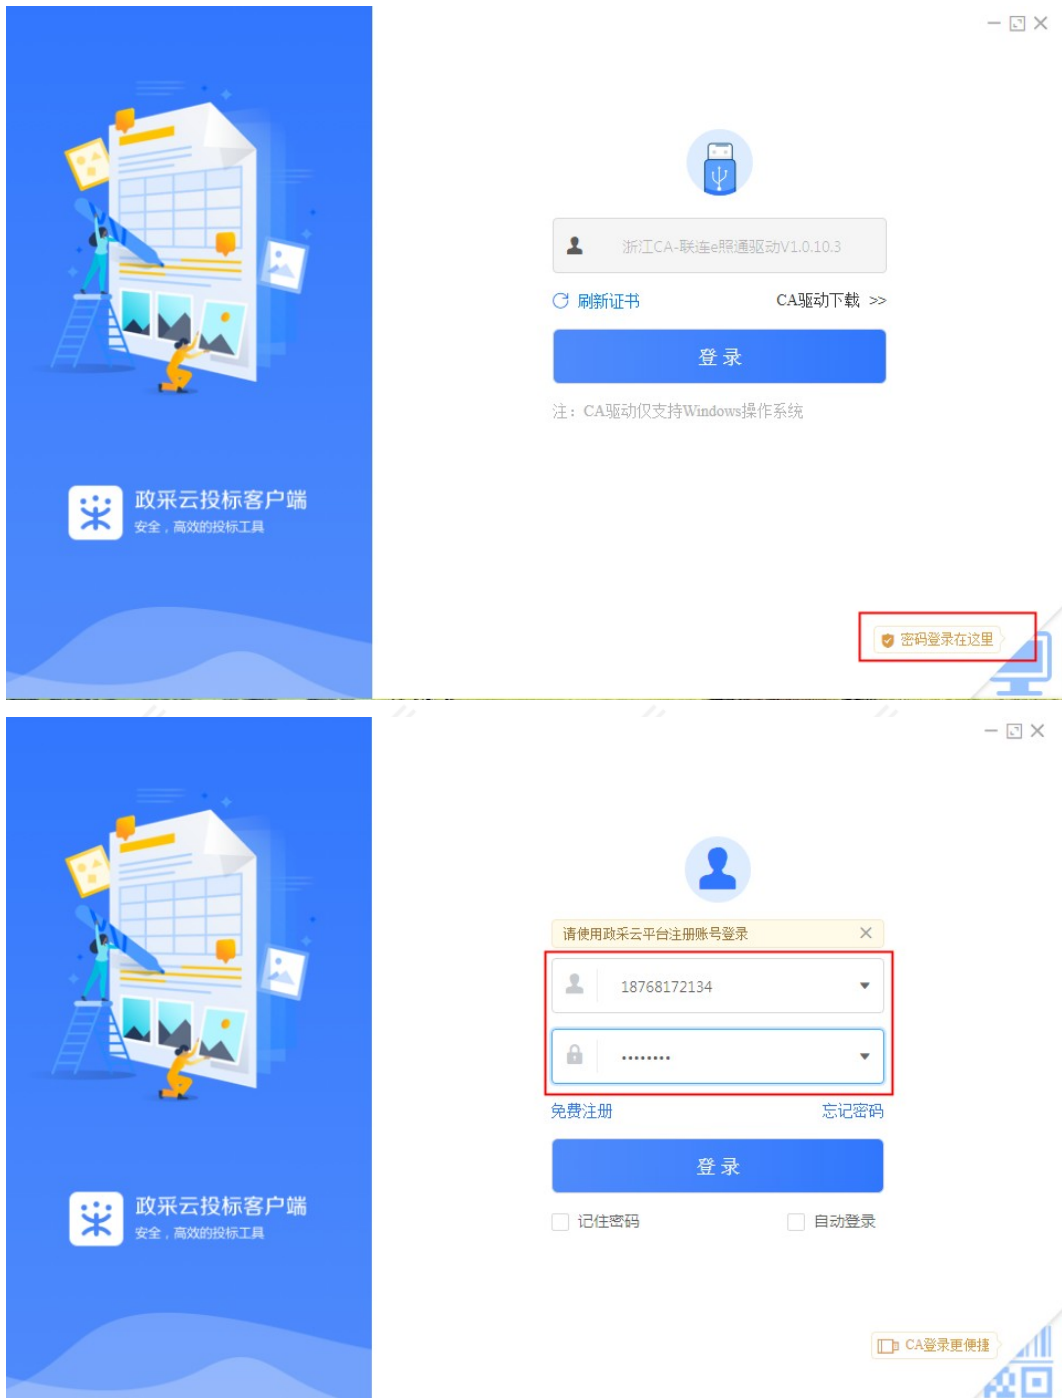 浙江CA-联连e照通驱动V1.0.10.3
刷新证书
CA驱动下载 >>
登 录
注：CA驱动仅支持Windows操作系统
政采云投标客户端
安全，高效的投标工具
密码登录在这里
请使用政采云平台注册账号登录
18768172134
••••••••
免费注册
忘记密码
登 录
记住密码
自动登录
政采云投标客户端
安全，高效的投标工具
CA登录更便捷